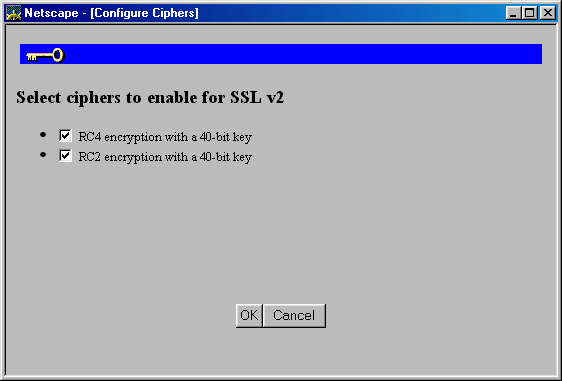 Netscape - [Configure Ciphers]
Select ciphers to enable for SSL v2
RC4 encryption with a 40-bit key
RC2 encryption with a 40-bit key
OK Cancel